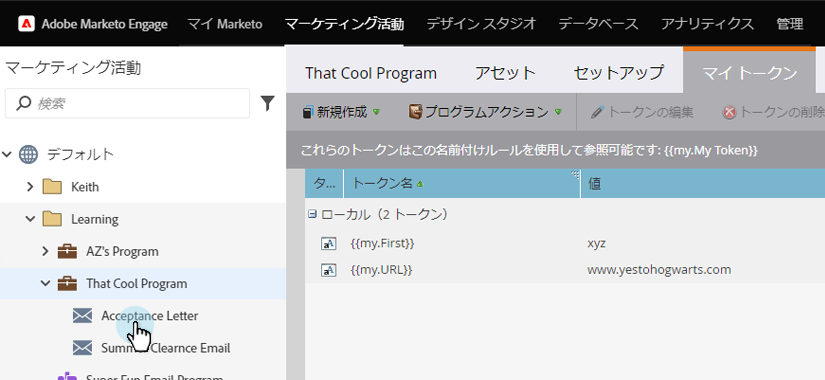 Adobe Marketo Engage マイ Marketo マーケティング活動 デザイン スタジオ データベース アナリティクス 管理
マーケティング活動
That Cool Program アセット セットアップ マイ トークン
検索
新規作成 プログラムアクション トークンの編集 トークンの削除
これらのトークンはこの名前付けルールを使用して参照可能です: {{my.My Token}}
デフォルト
タ... トークン名 値
Keith
Learning
ローカル（2 トークン）
{{my.First}} xyz
AZ's Program
{{my.URL}} www.yestohogwarts.com
That Cool Program
Acceptance Letter
Clearnce Email
Super Fun Email Program